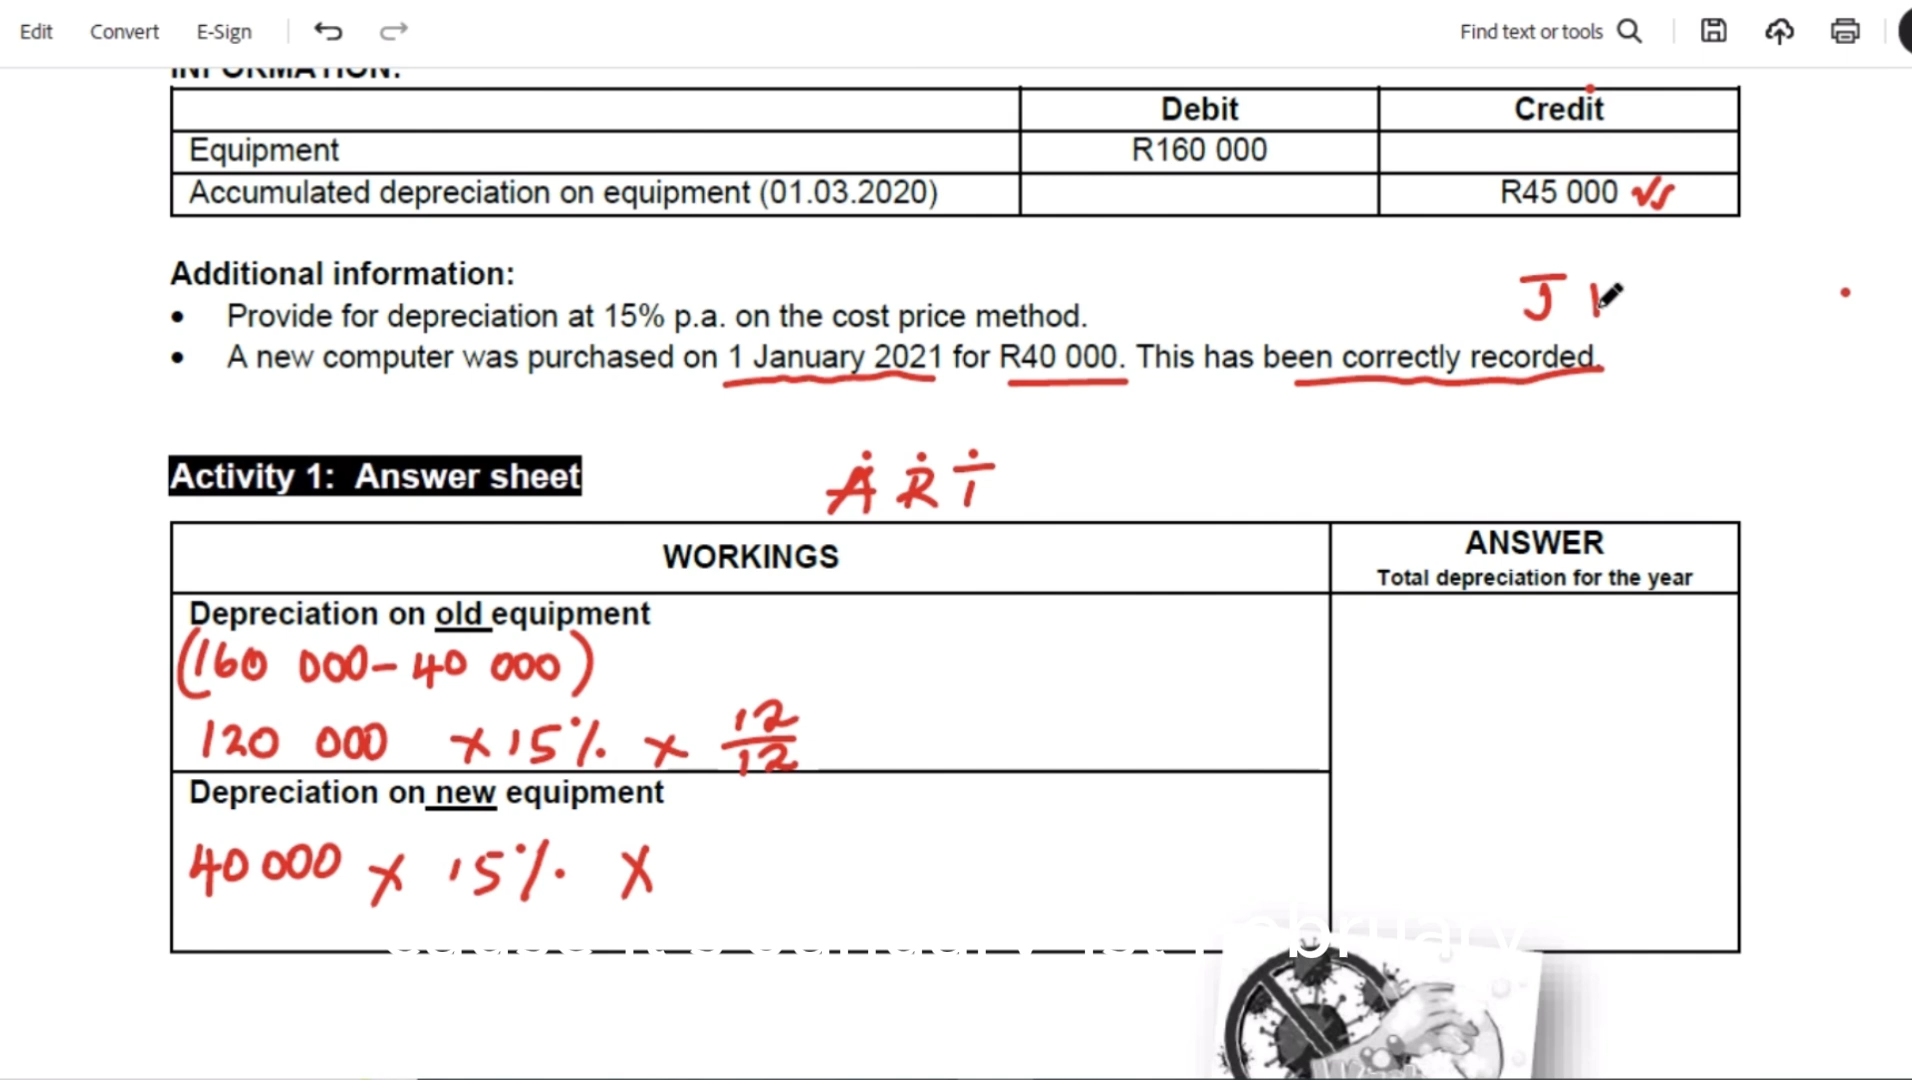 Edit Convert E-Sign Find text or tools
INFORMATION:
Debit Credit
Equipment R160 000
Accumulated depreciation on equipment (01.03.2020) R45 000
Additional information:
J
• Provide for depreciation at 15% p.a. on the cost price method.
• A new computer was purchased on 1 January 2021 for R40 000. This has been correctly recorded.
Activity 1: Answer sheet
A R T
WORKINGS
ANSWER
Total depreciation for the year
Depreciation on old equipment
(160 000 - 40 000)
120 000 x 15% x 12/12
Depreciation on new equipment
40 000 x 15% x